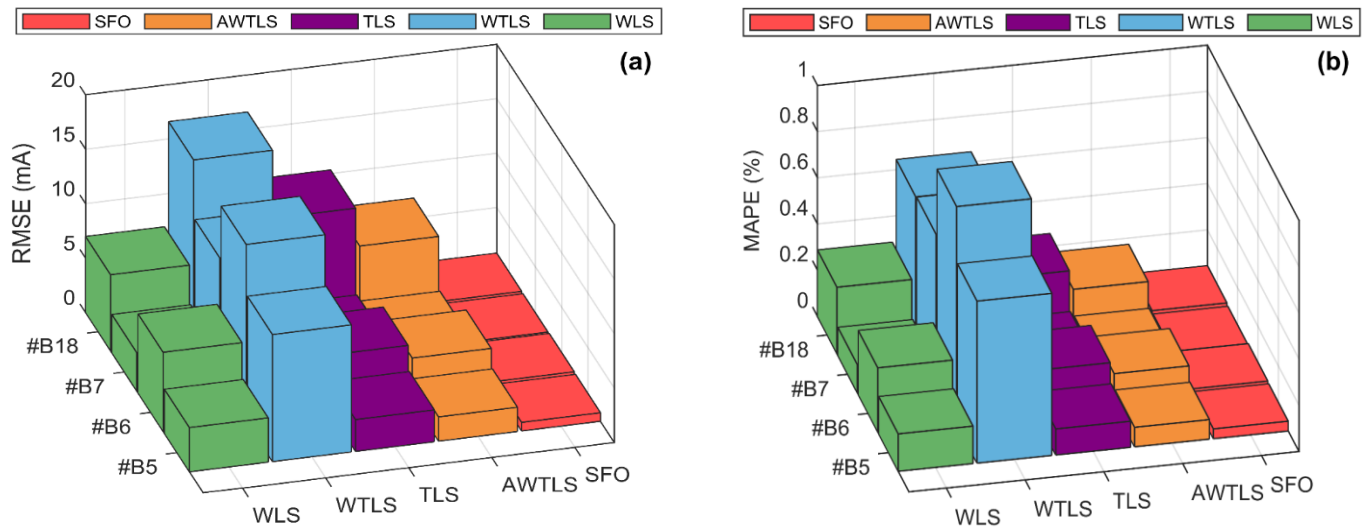 SFO AWTLS TLS WTLS WLS
(a)
RMSE (mA)
20
15
10
5
0
#B18
#B7
#B6
#B5
WLS
WTLS
TLS
AWTLS
SFO
SFO AWTLS TLS WTLS WLS
(b)
MAPE (%)
1
0.8
0.6
0.4
0.2
0
#B18
#B7
#B6
#B5
WLS
WTLS
TLS
AWTLS
SFO